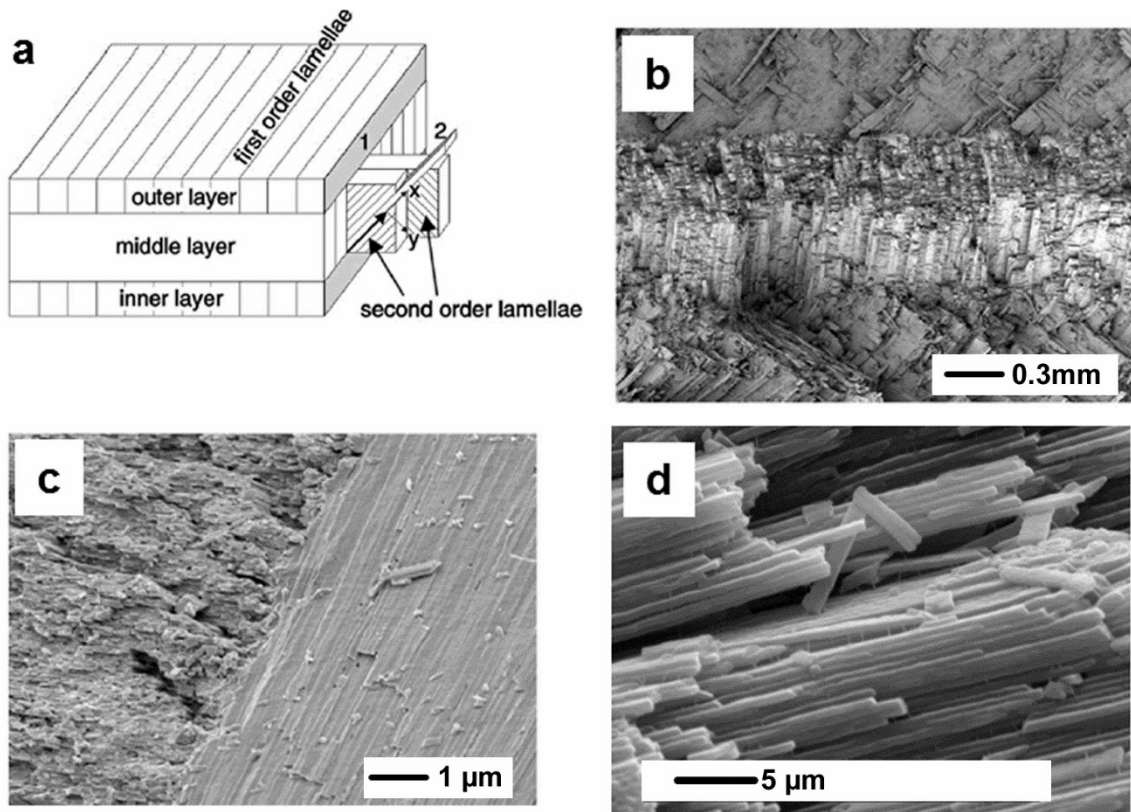 a
first order lamellae
1
2
outer layer
x
middle layer
y
inner layer
second order lamellae
b
0.3mm
c
1 µm
d
5 µm